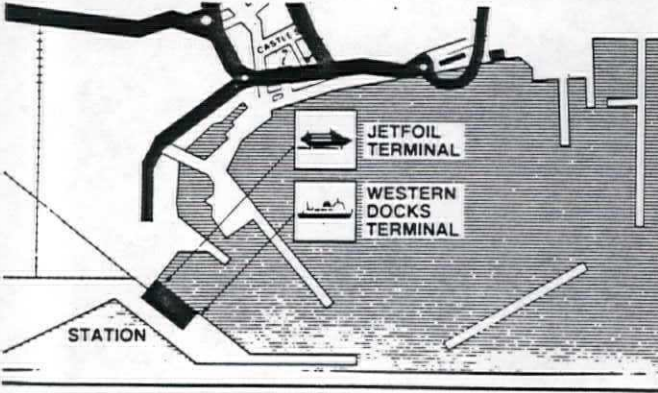 CASTLE S
JETFOIL
TERMINAL
WESTERN
DOCKS
TERMINAL
STATION